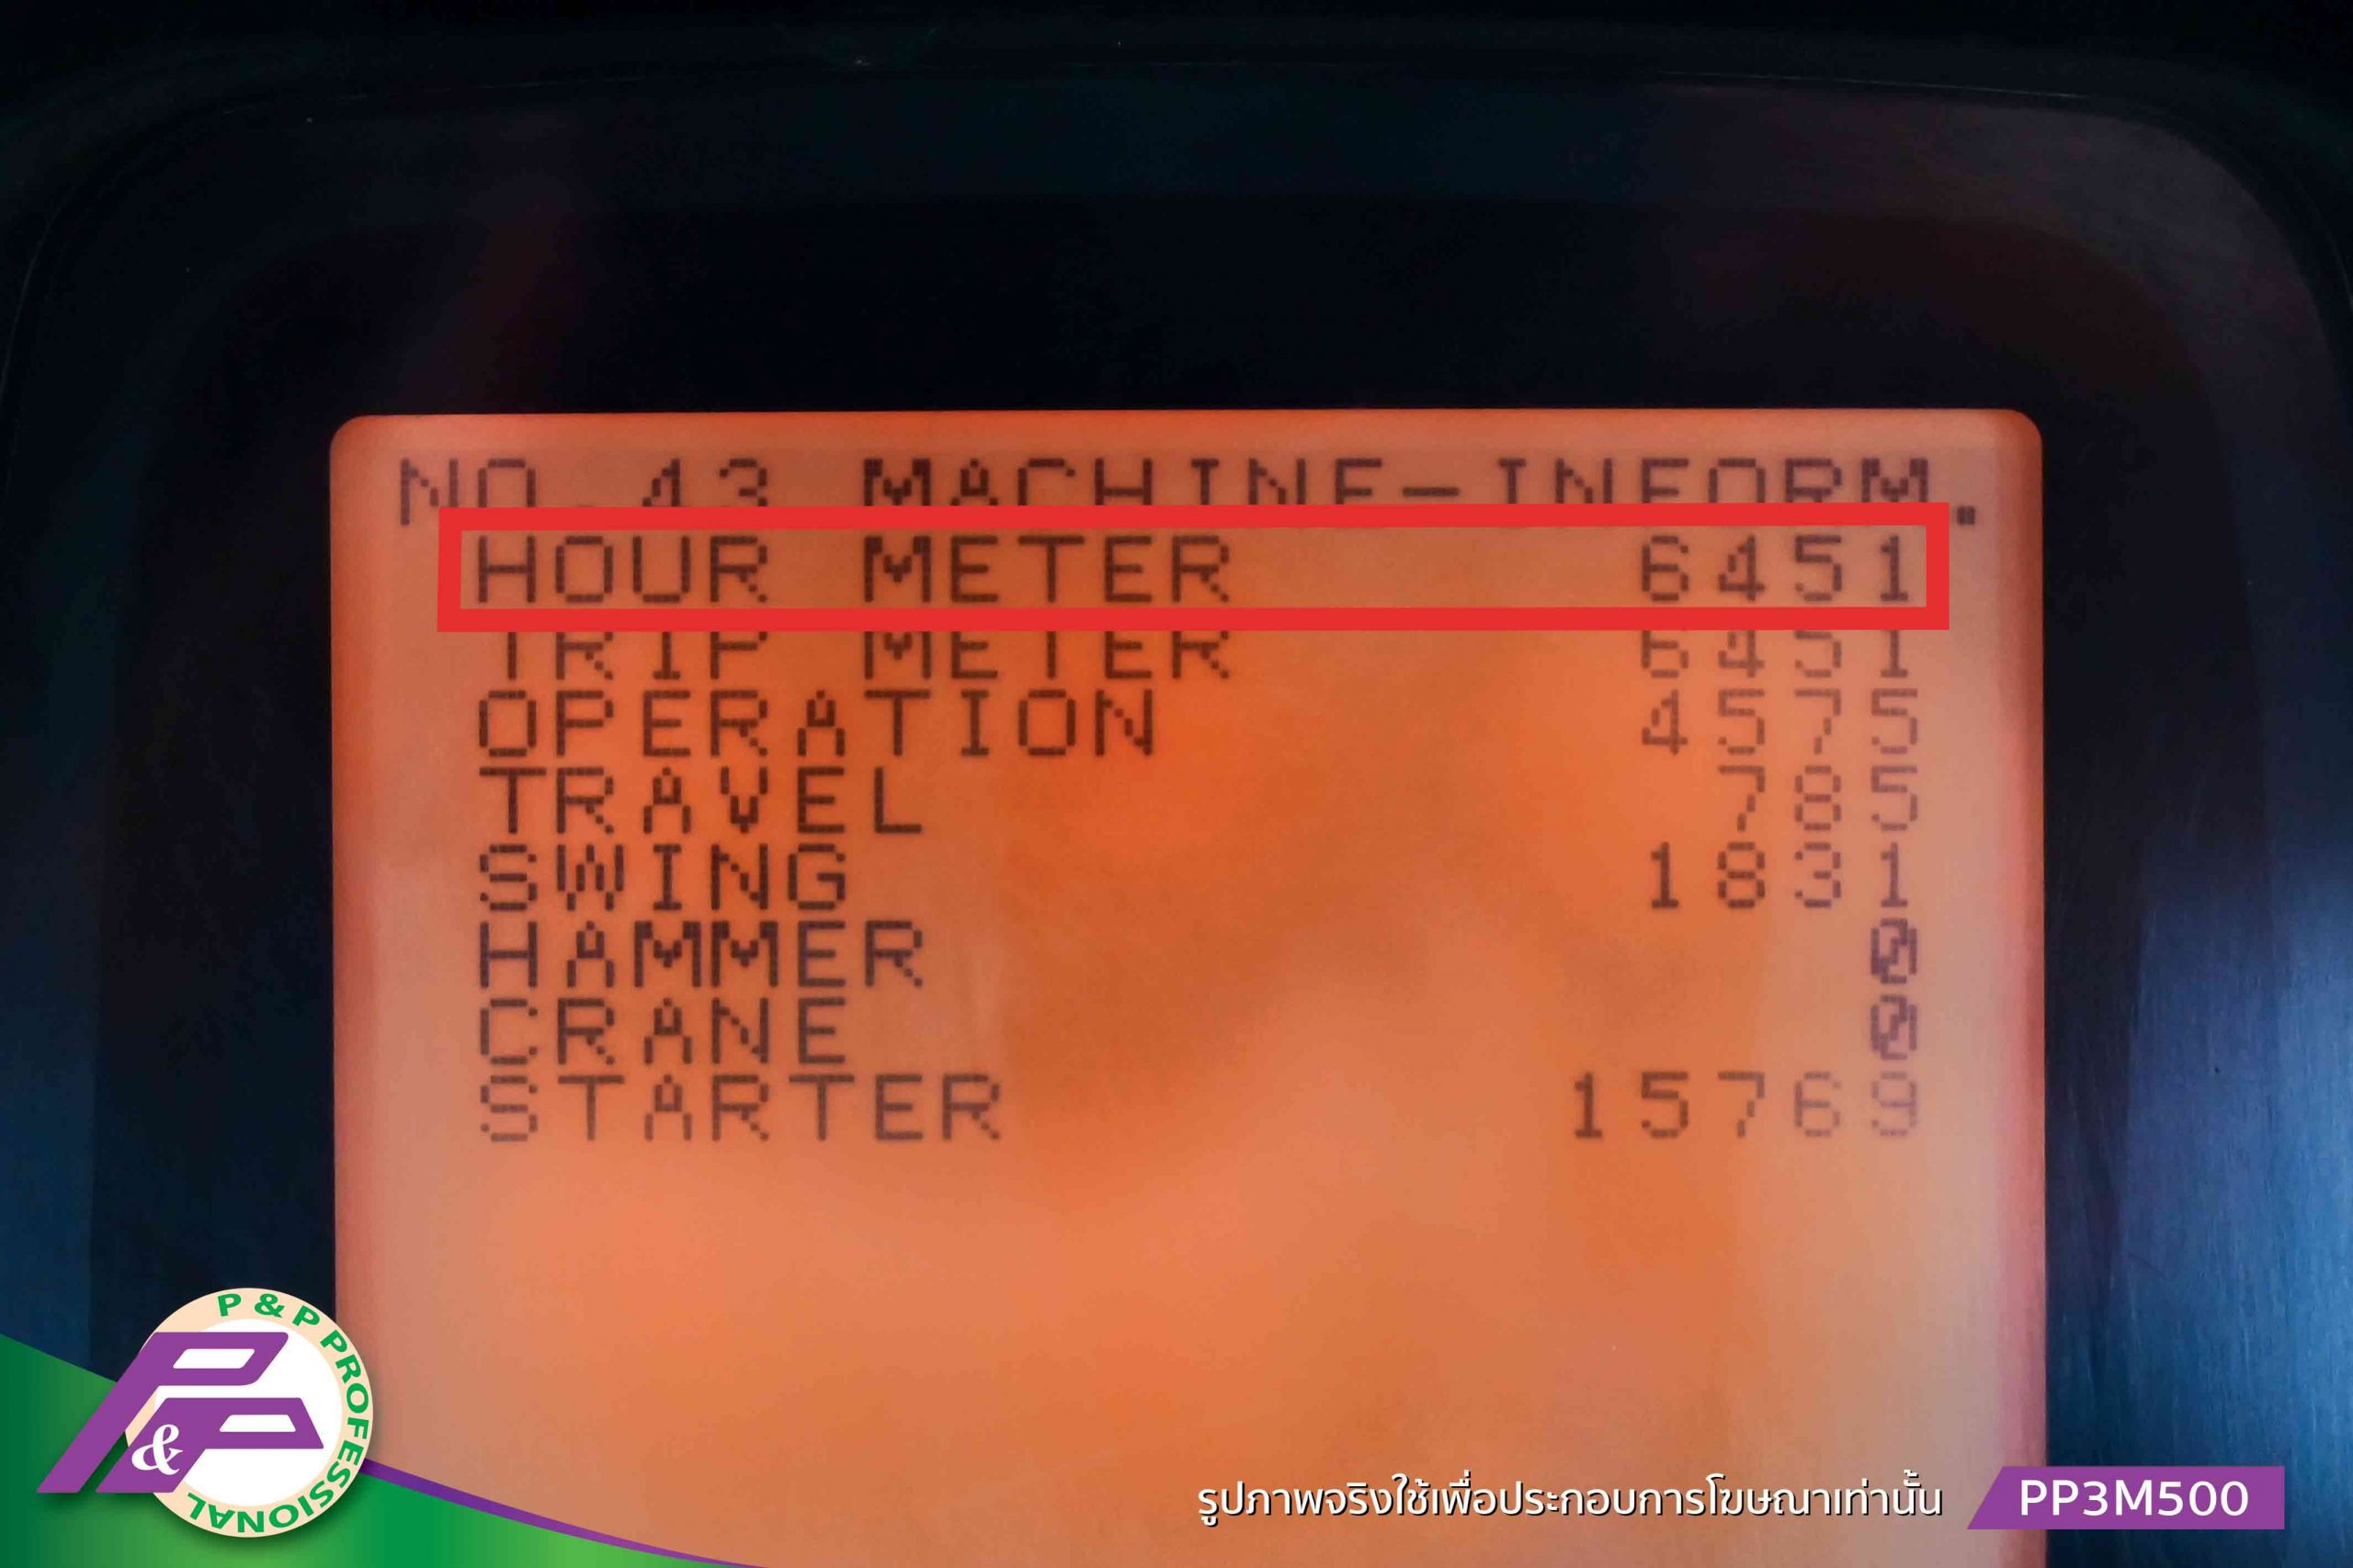 NO.43 MACHINE-INFORM.
HOUR METER 6451
TRIP METER 6451
OPERATION 4575
TRAVEL 785
SWING 1831
HAMMER 0
CRANE 0
STARTER 15769
P & P PROFESSIONAL
P&P
รูปภาพจริงใช้เพื่อประกอบการโฆษณาเท่านั้น
PP3M500